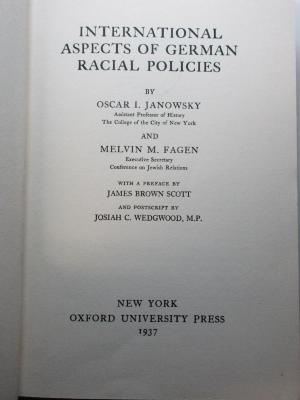 INTERNATIONAL
ASPECTS OF GERMAN
RACIAL POLICIES
BY
OSCAR I. JANOWSKY
Assistant Professor of History
The College of the City of New York
AND
MELVIN M. FAGEN
Executive Secretary
Conference on Jewish Relations
WITH A PREFACE BY
JAMES BROWN SCOTT
AND POSTSCRIPT BY
JOSIAH C. WEDGWOOD, M.P.
NEW YORK
OXFORD UNIVERSITY PRESS
1937